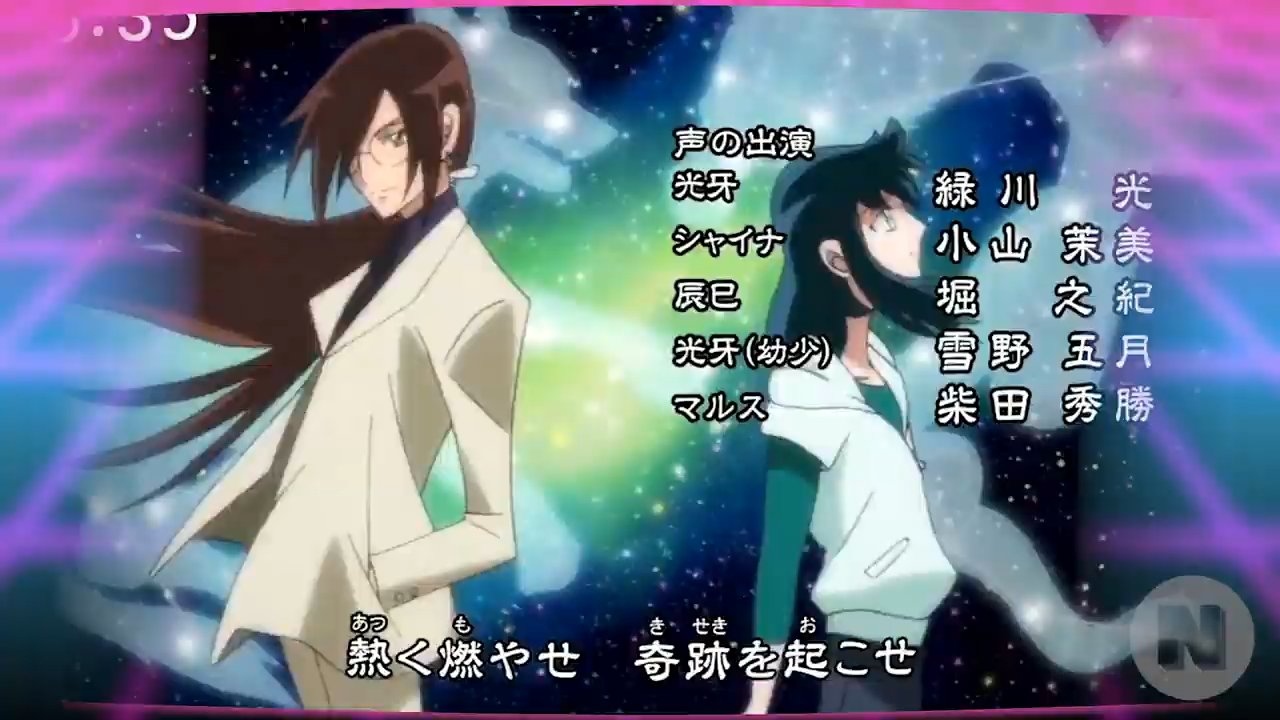 :35
声の出演
光牙 緑川 光
シャイナ 小山 茉美
辰巳 堀 之紀
光牙(幼少) 雪野 五月
マルス 柴田 秀勝
あつ も き せき お
熱く燃やせ 奇跡を起こせ
N